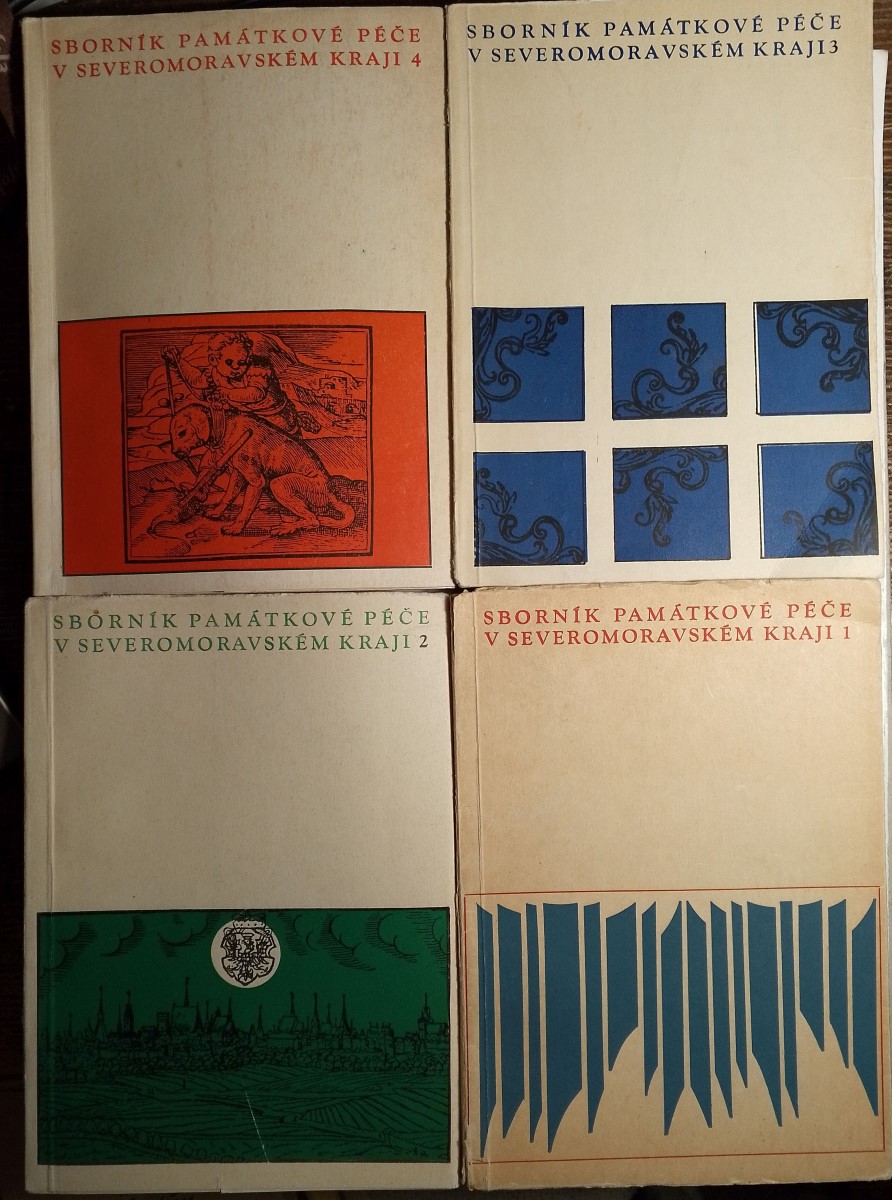 SBORNÍK PAMÁTKOVÉ PÉČE
V SEVEROMORAVSKÉM KRAJI 4
SBORNÍK PAMÁTKOVÉ PÉČE
V SEVEROMORAVSKÉM KRAJI 3
SBORNÍK PAMÁTKOVÉ PÉČE
V SEVEROMORAVSKÉM KRAJI 2
SBORNÍK PAMÁTKOVÉ PÉČE
V SEVEROMORAVSKÉM KRAJI 1